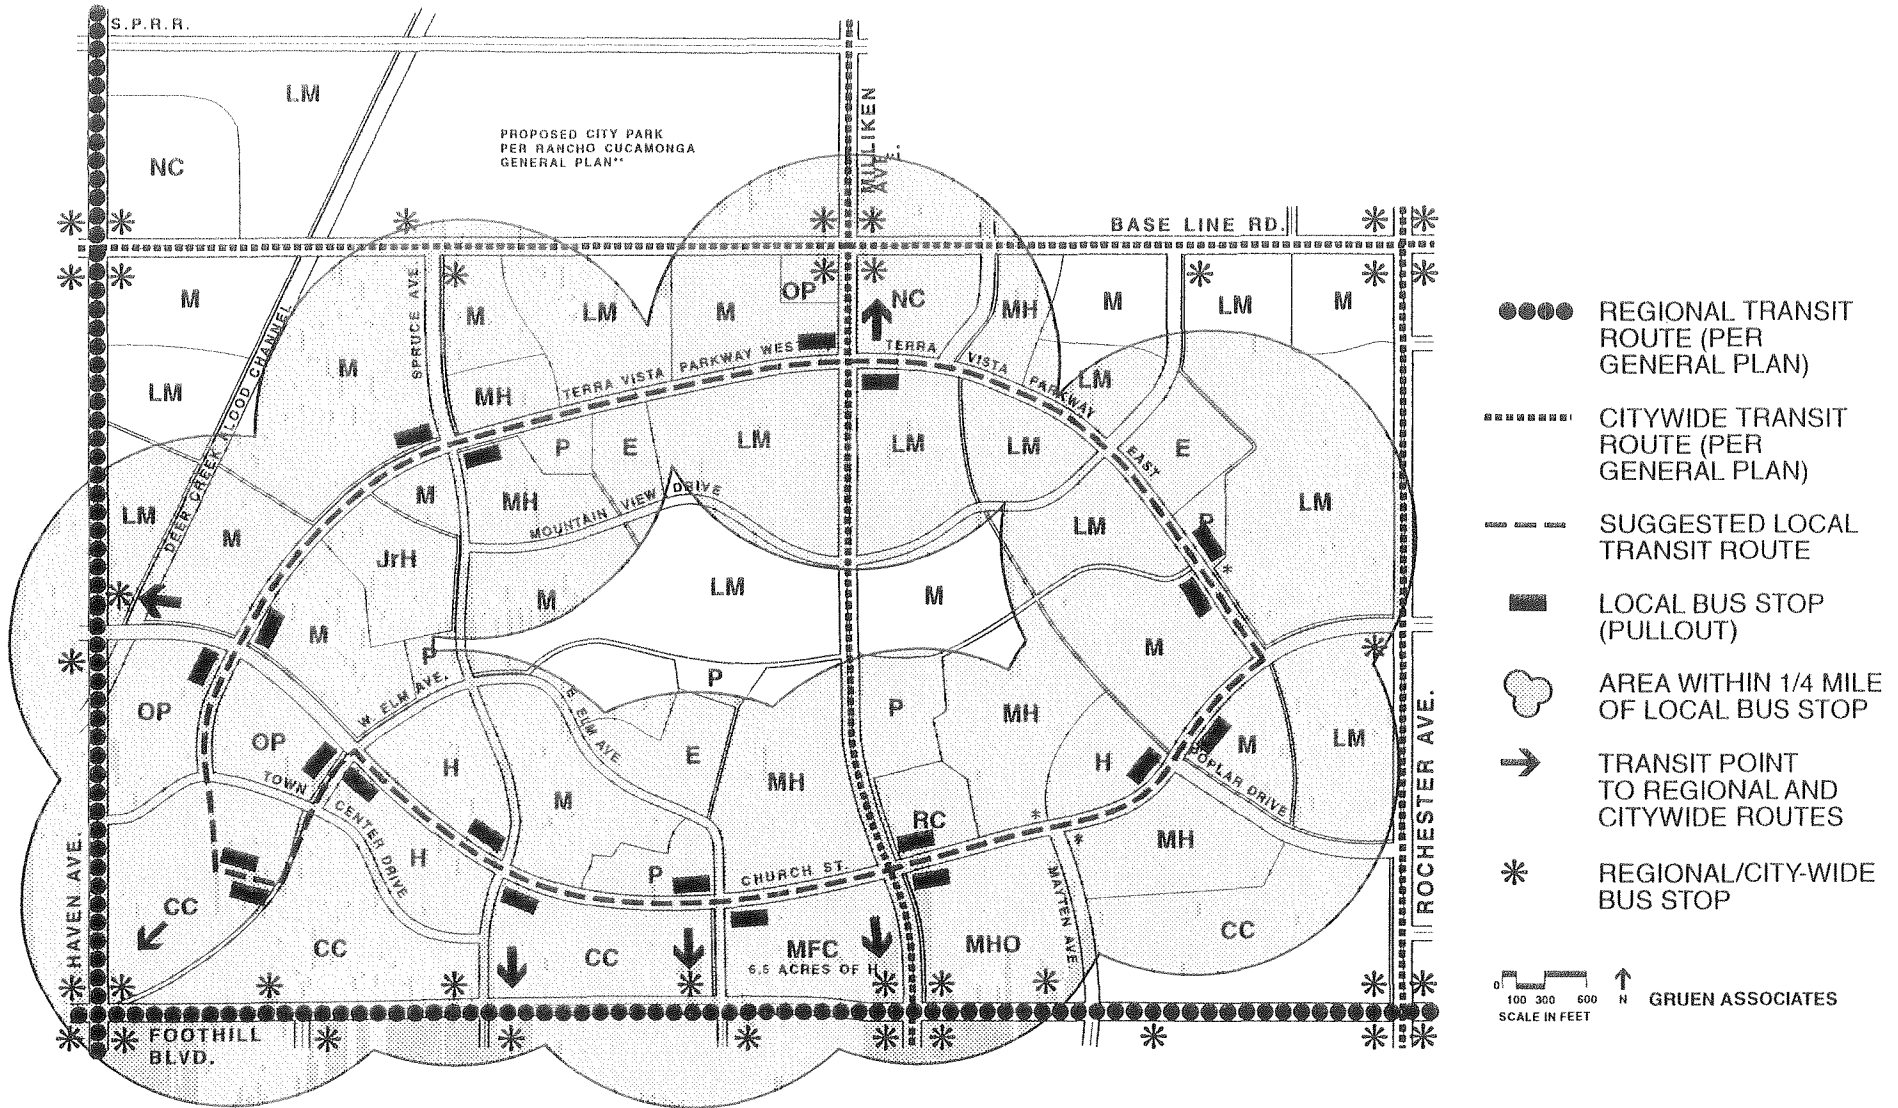 S.P.R.R.
LM
NC
PROPOSED CITY PARK
PER RANCHO CUCAMONGA
GENERAL PLAN**
MILLIKEN
AVE.
BASE LINE RD.
M
LM
DEER CREEK FLOOD CHANNEL
M
SPRUCE AVE
M
LM
M
OP
NC
MH
M
LM
M
TERRA VISTA PARKWAY WEST
TERRA VISTA PARKWAY EAST
LM
MH
P
E
LM
LM
LM
E
LM
LM
M
M
MH
MOUNTAIN VIEW DRIVE
LM
P
JrH
M
LM
M
M
M
P
W. ELM AVE.
E. ELM AVE
P
P
MH
OP
OP
H
M
E
MH
H
M
LM
POPLAR DRIVE
TOWN CENTER DRIVE
H
RC
MH
P
CHURCH ST.
MAYTEN AVE.
HAVEN AVE.
ROCHESTER AVE.
CC
CC
CC
MFC
6.5 ACRES OF H
MHO
CC
FOOTHILL
BLVD.
REGIONAL TRANSIT
ROUTE (PER
GENERAL PLAN)
CITYWIDE TRANSIT
ROUTE (PER
GENERAL PLAN)
SUGGESTED LOCAL
TRANSIT ROUTE
LOCAL BUS STOP
(PULLOUT)
AREA WITHIN 1/4 MILE
OF LOCAL BUS STOP
TRANSIT POINT
TO REGIONAL AND
CITYWIDE ROUTES
REGIONAL/CITY-WIDE
BUS STOP
0 100 300 600
SCALE IN FEET
N
GRUEN ASSOCIATES